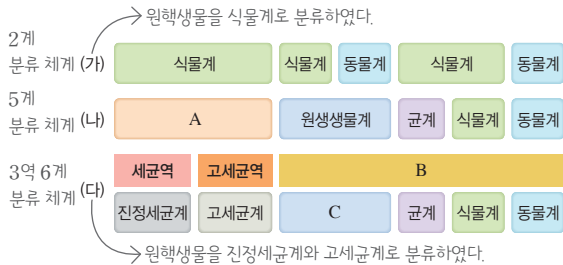 원핵생물을 식물계로 분류하였다.
2계
분류 체계 (가) 식물계 식물계 동물계 식물계 동물계
5계
분류 체계 (나) A 원생생물계 균계 식물계 동물계
3역 6계
분류 체계 (다) 세균역 고세균역 B
진정세균계 고세균계 C 균계 식물계 동물계
원핵생물을 진정세균계와 고세균계로 분류하였다.